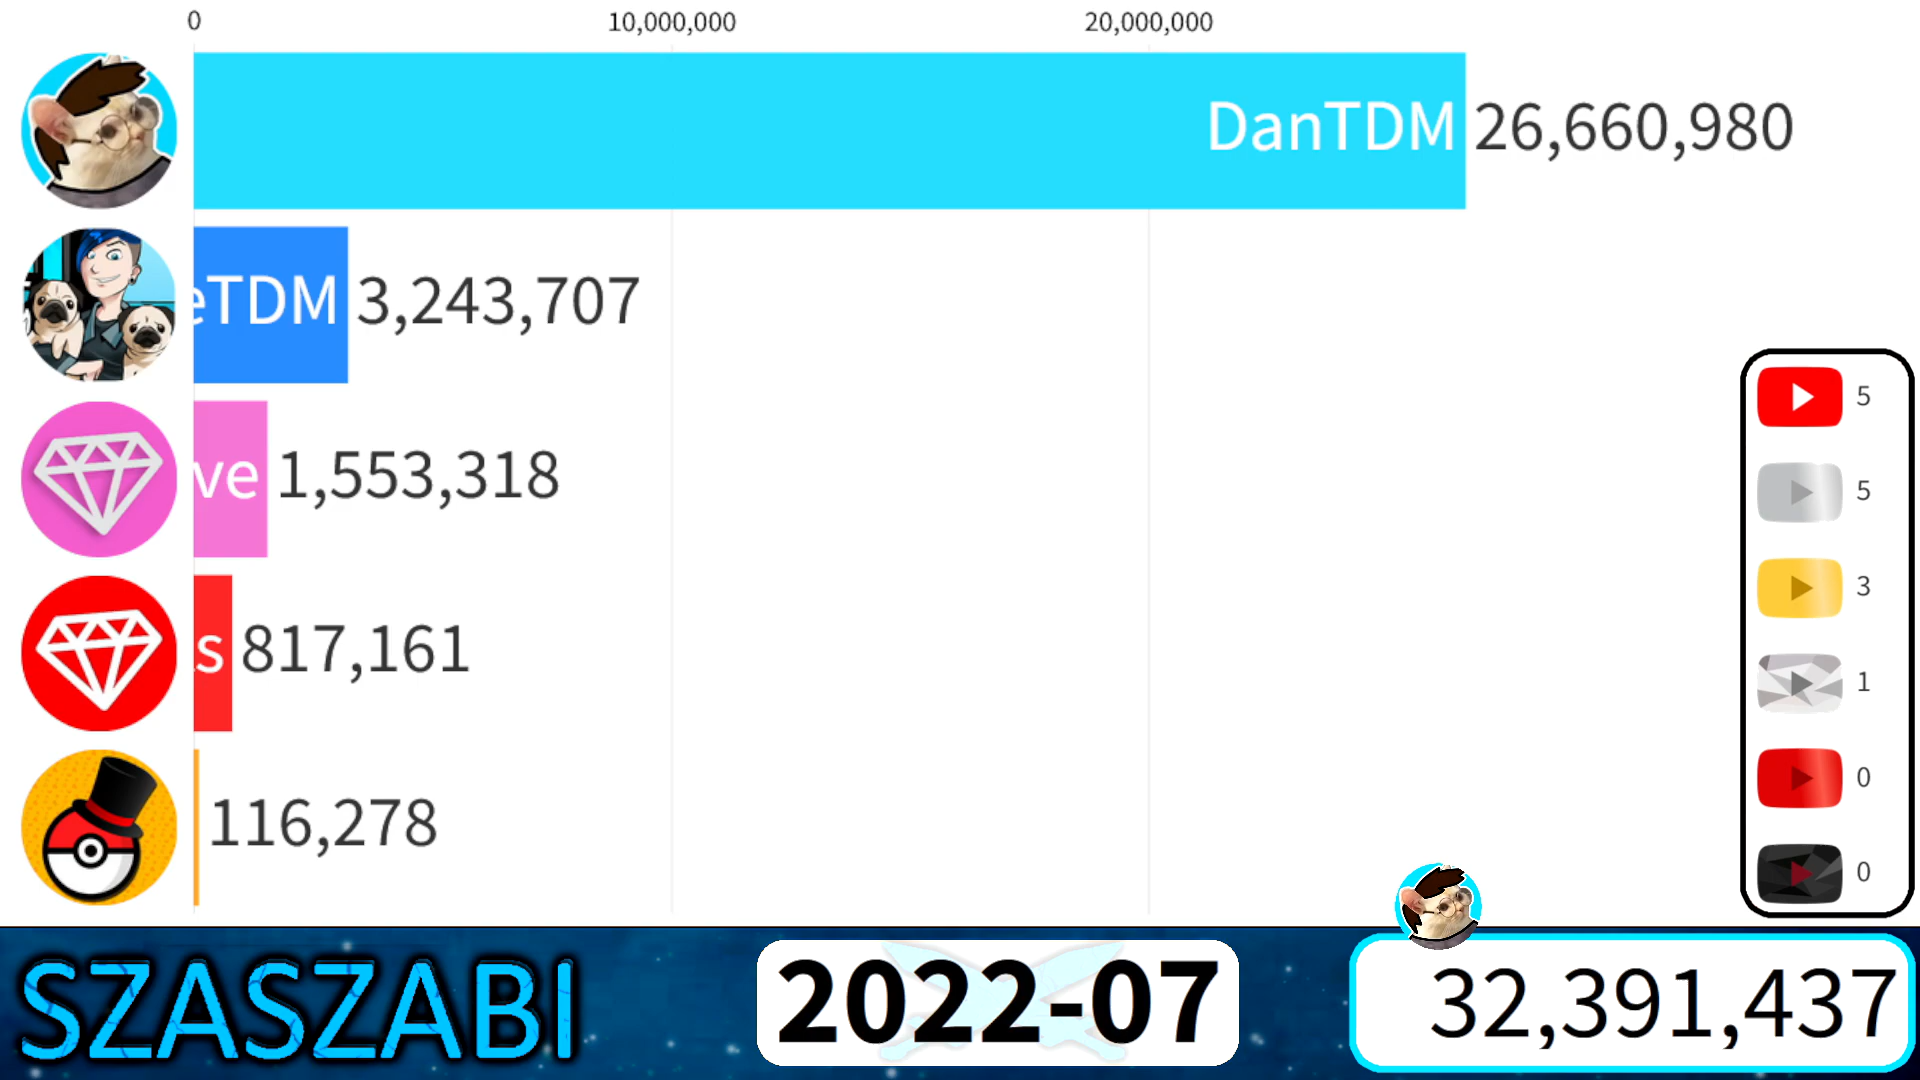 0 10,000,000 20,000,000
DanTDM 26,660,980
eTDM 3,243,707
ve 1,553,318
s 817,161
116,278
5
5
3
1
0
0
SZASZABI 2022-07 32,391,437